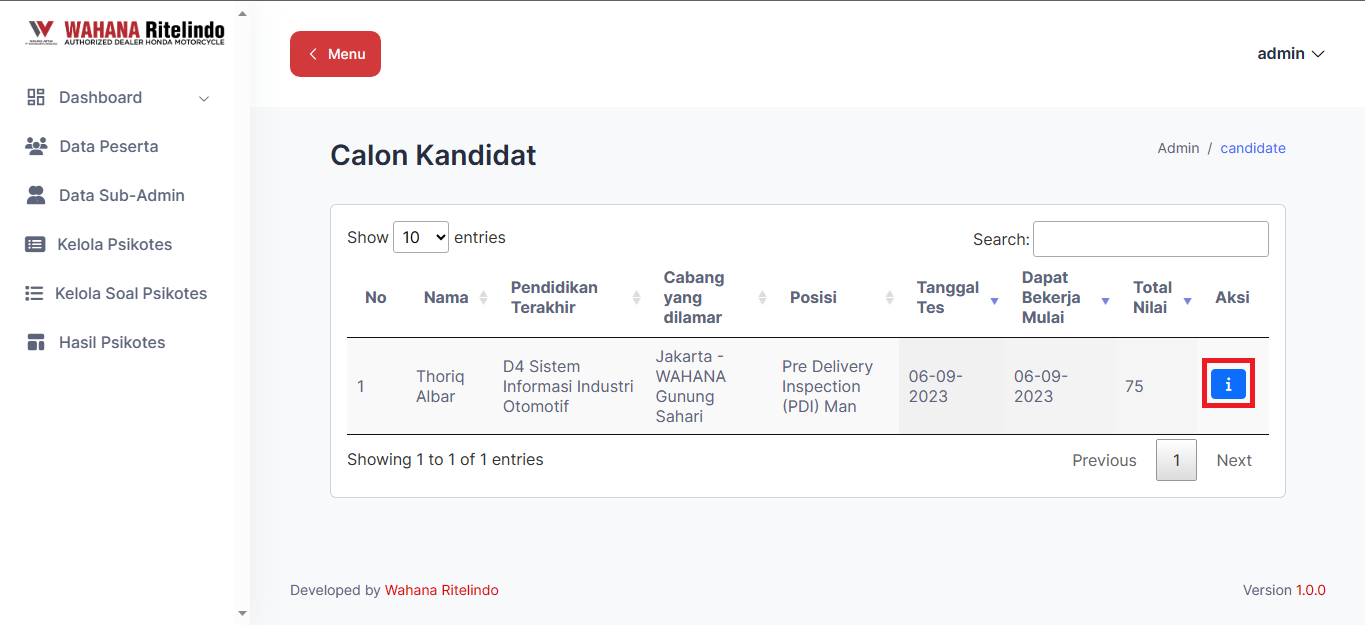 WAHANA Ritelindo
AUTHORIZED DEALER HONDA MOTORCYCLE
Menu
admin
Dashboard
Data Peserta
Data Sub-Admin
Kelola Psikotes
Kelola Soal Psikotes
Hasil Psikotes
Calon Kandidat
Admin / candidate
Show 10 entries
Search:
No
Nama
Pendidikan
Terakhir
Cabang
yang
dilamar
Posisi
Tanggal
Tes
Dapat
Bekerja
Mulai
Total
Nilai
Aksi
1
Thoriq
Albar
D4 Sistem
Informasi Industri
Otomotif
Jakarta -
WAHANA
Gunung
Sahari
Pre Delivery
Inspection
(PDI) Man
06-09-
2023
06-09-
2023
75
i
Showing 1 to 1 of 1 entries
Previous 1 Next
Developed by Wahana Ritelindo
Version 1.0.0